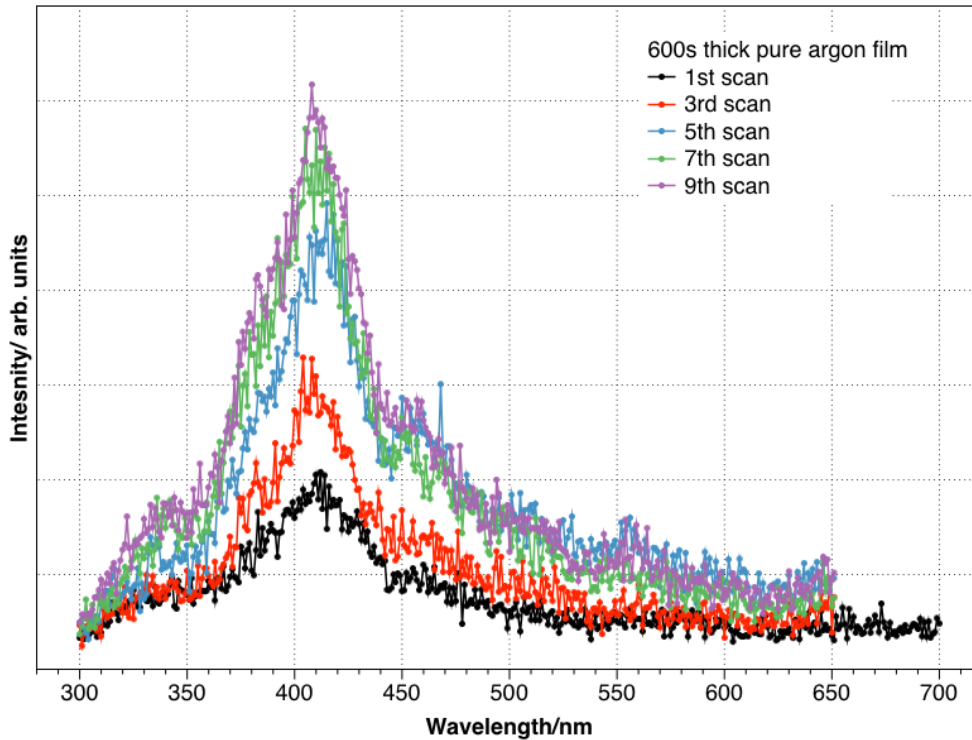 600s thick pure argon film
1st scan
3rd scan
5th scan
7th scan
9th scan
Intesnity/ arb. units
300 350 400 450 500 550 600 650 700
Wavelength/nm